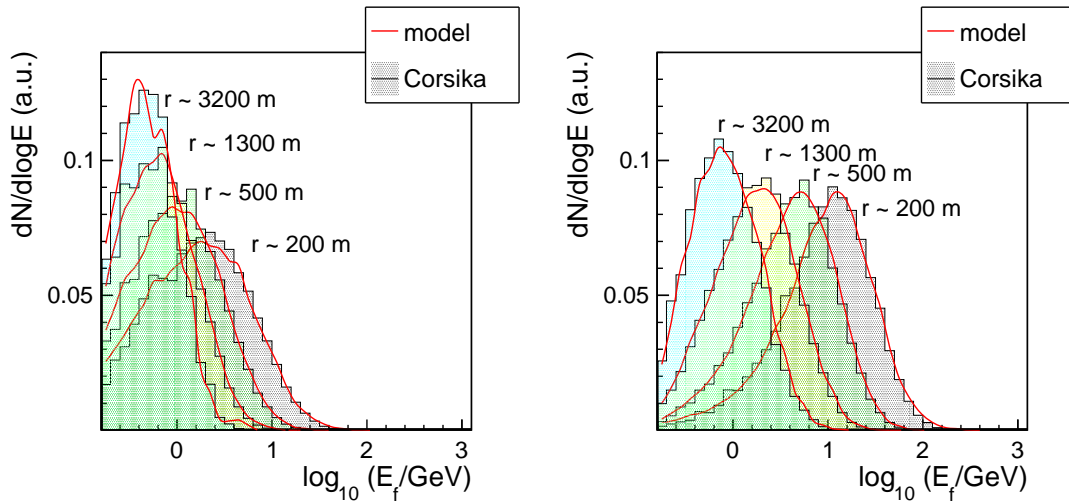 model
Corsika
dN/dlogE (a.u.)
0.1
0.05
r ~ 3200 m
r ~ 1300 m
r ~ 500 m
r ~ 200 m
0 1 2 3
log10 (Ef/GeV)
model
Corsika
dN/dlogE (a.u.)
0.1
0.05
r ~ 3200 m
r ~ 1300 m
r ~ 500 m
r ~ 200 m
0 1 2 3
log10 (Ef/GeV)